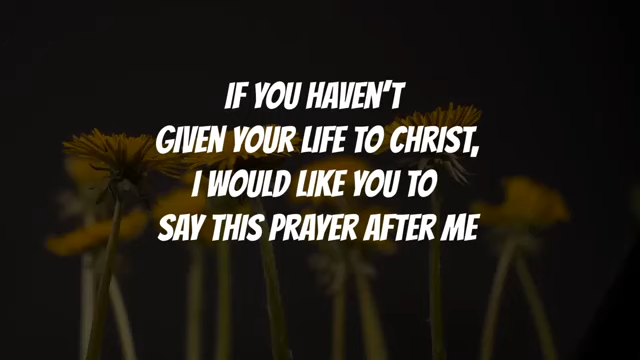 IF YOU HAVEN'T
GIVEN YOUR LIFE TO CHRIST,
I WOULD LIKE YOU TO
SAY THIS PRAYER AFTER ME